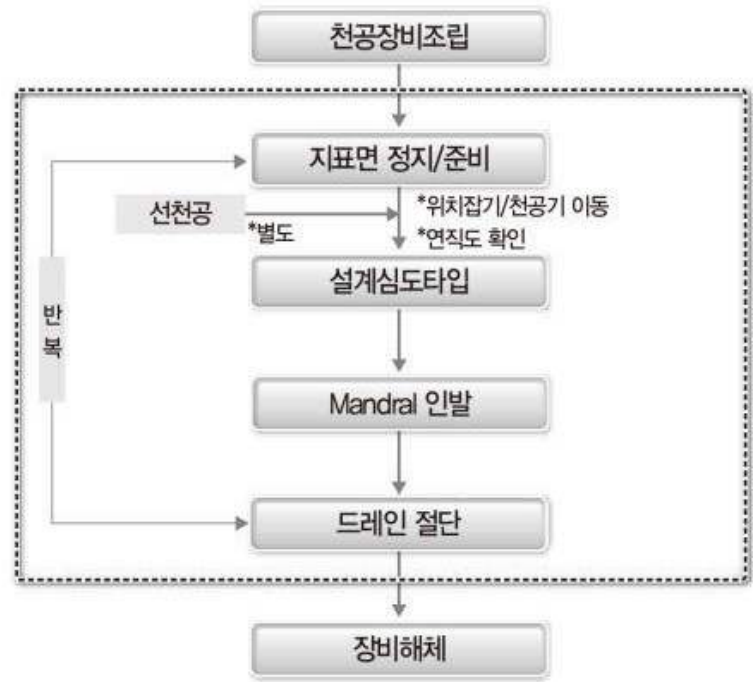 천공장비조립
지표면 정지/준비
선천공
*별도
*위치잡기/천공기 이동
*연직도 확인
설계심도타입
반
복
Mandral 인발
드레인 절단
장비해체